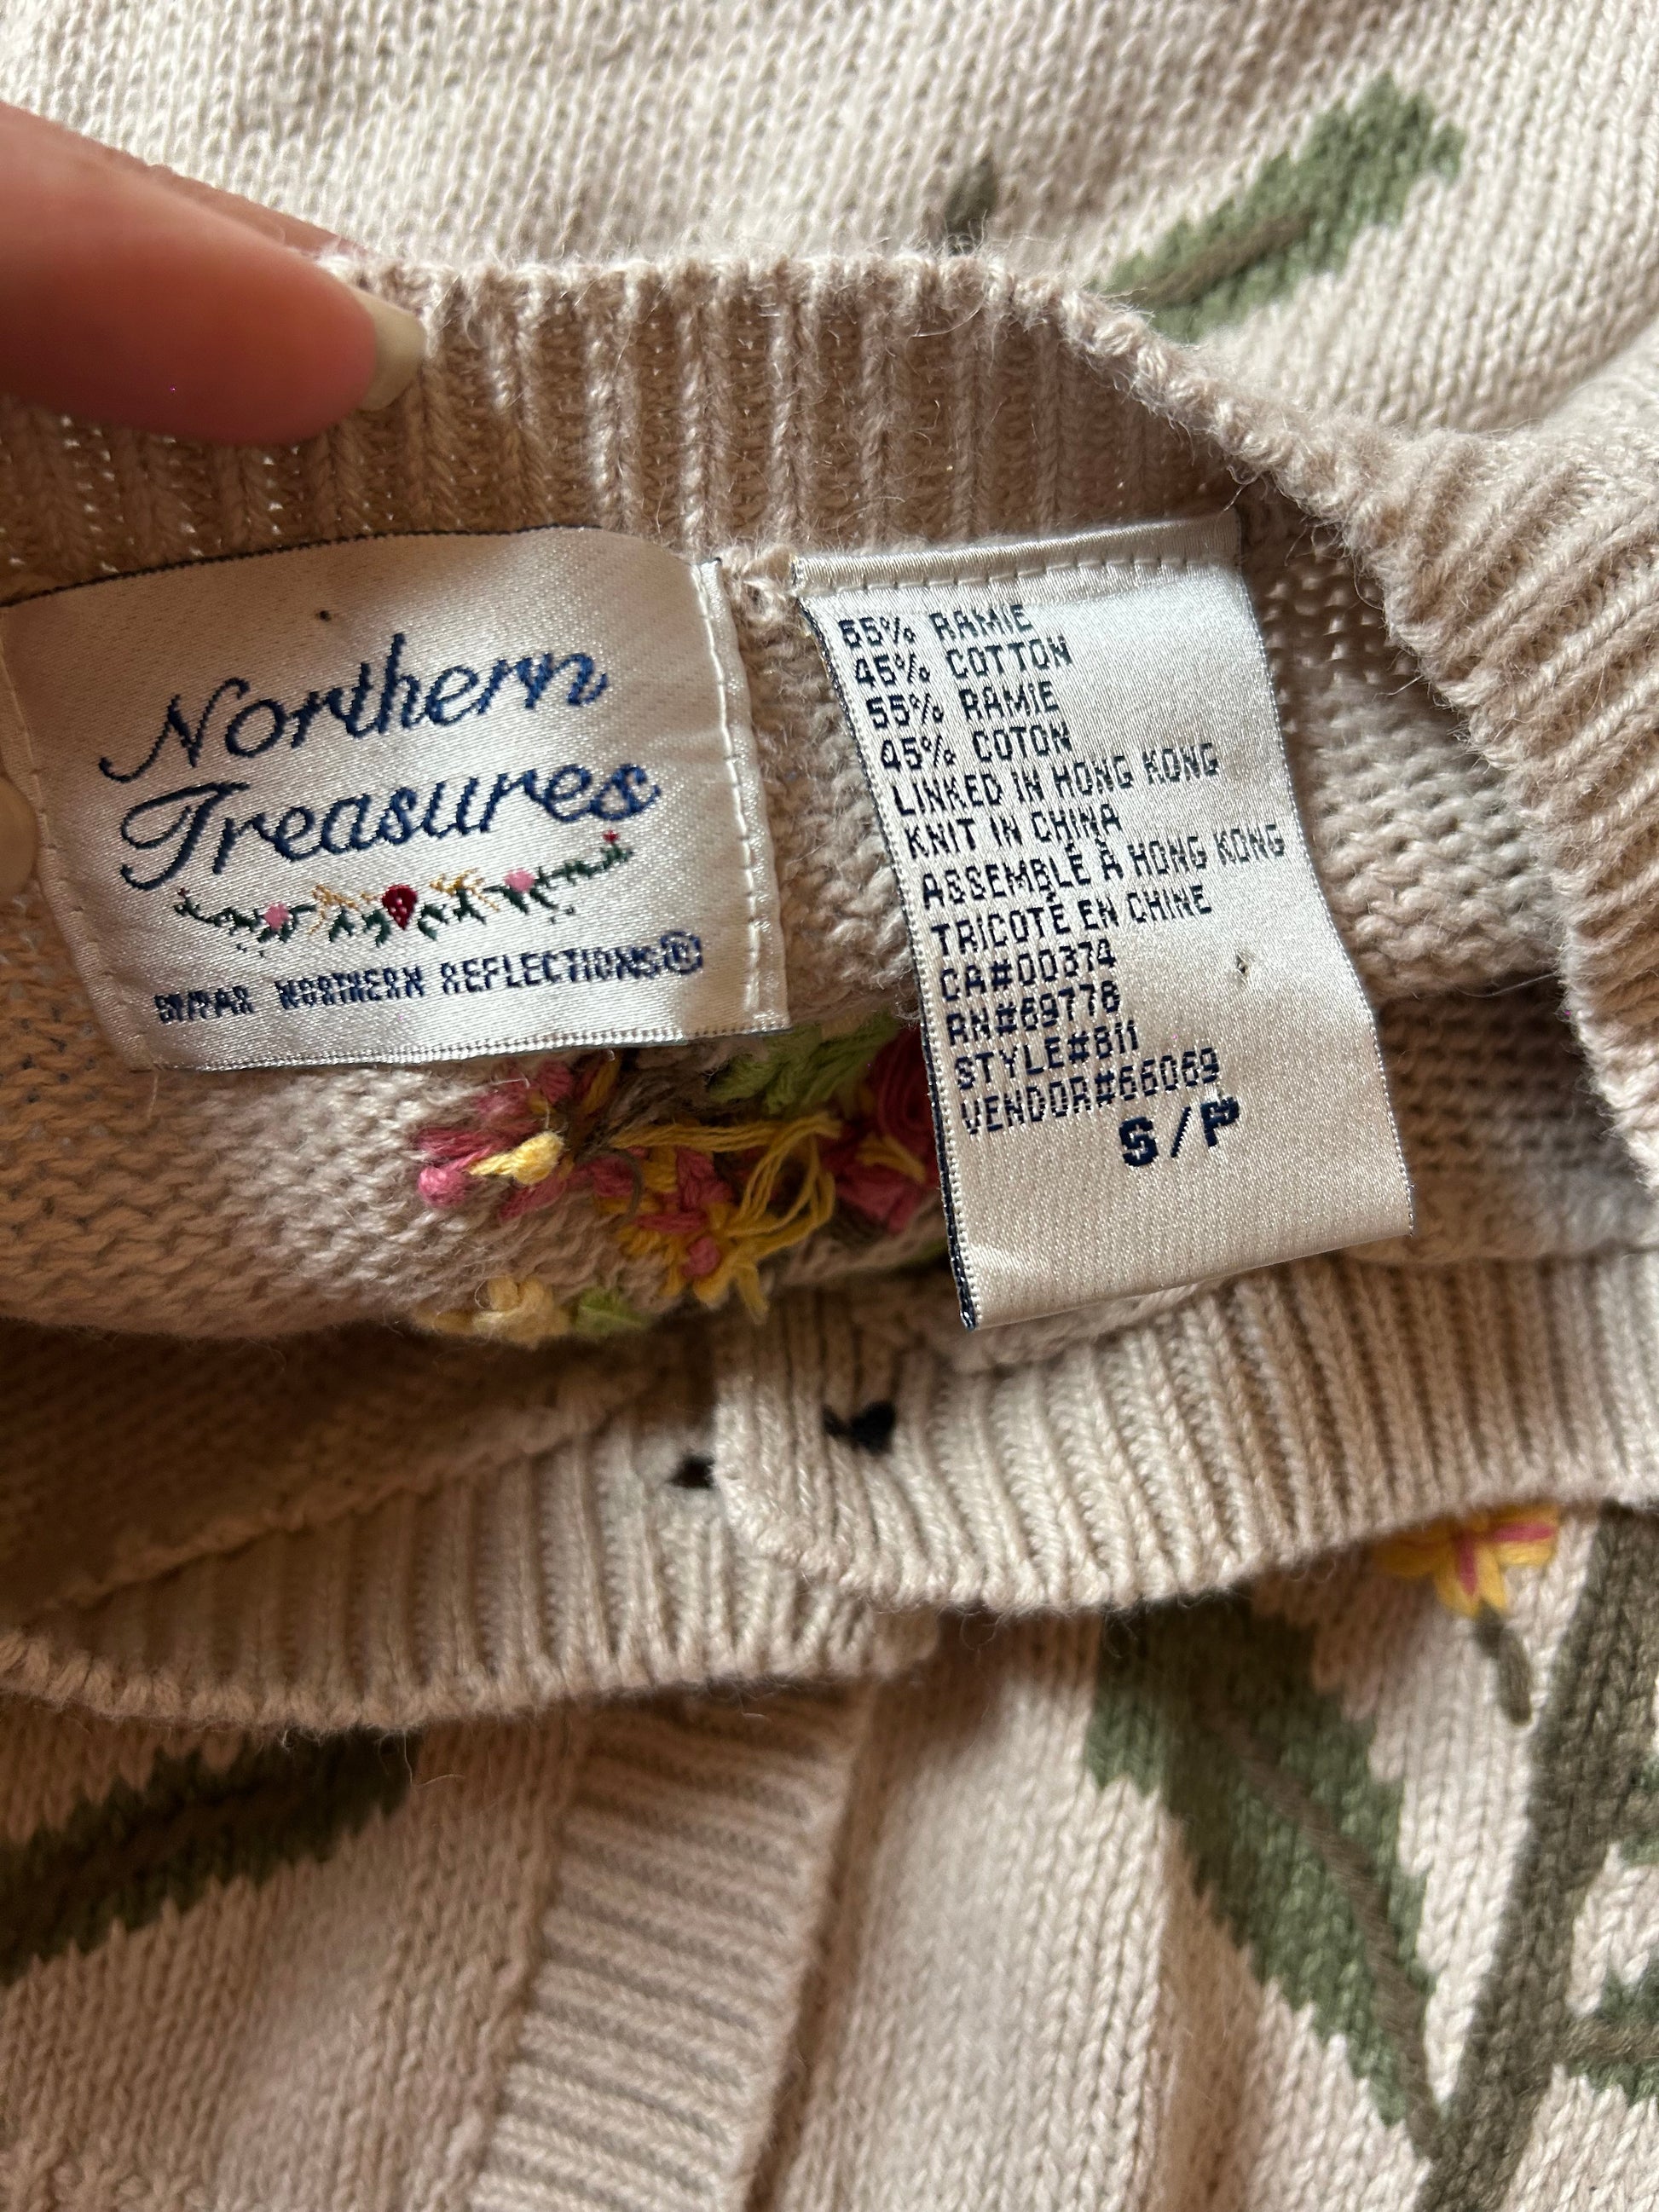 Northern
Treasures
BY/PAR NORTHERN REFLECTIONS®
55% RAMIE
45% COTTON
55% RAMIE
45% COTON
LINKED IN HONG KONG
KNIT IN CHINA
ASSEMBLÉ À HONG KONG
TRICOTÉ EN CHINE
CA#00374
RN#69778
STYLE#811
VENDOR#66069
S/P